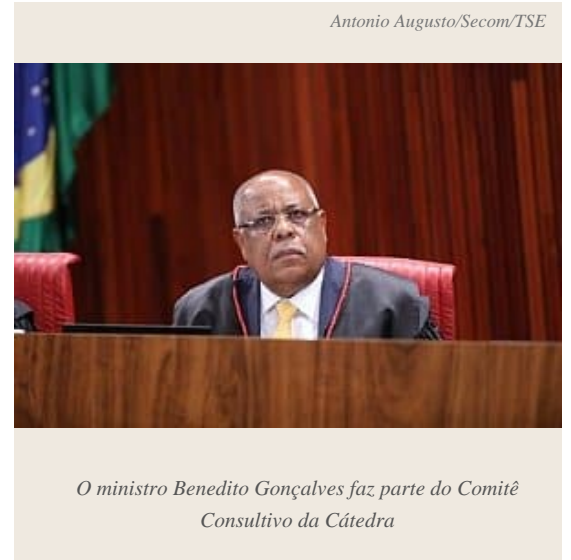 Antonio Augusto/Secom/TSE
O ministro Benedito Gonçalves faz parte do Comitê
Consultivo da Cátedra